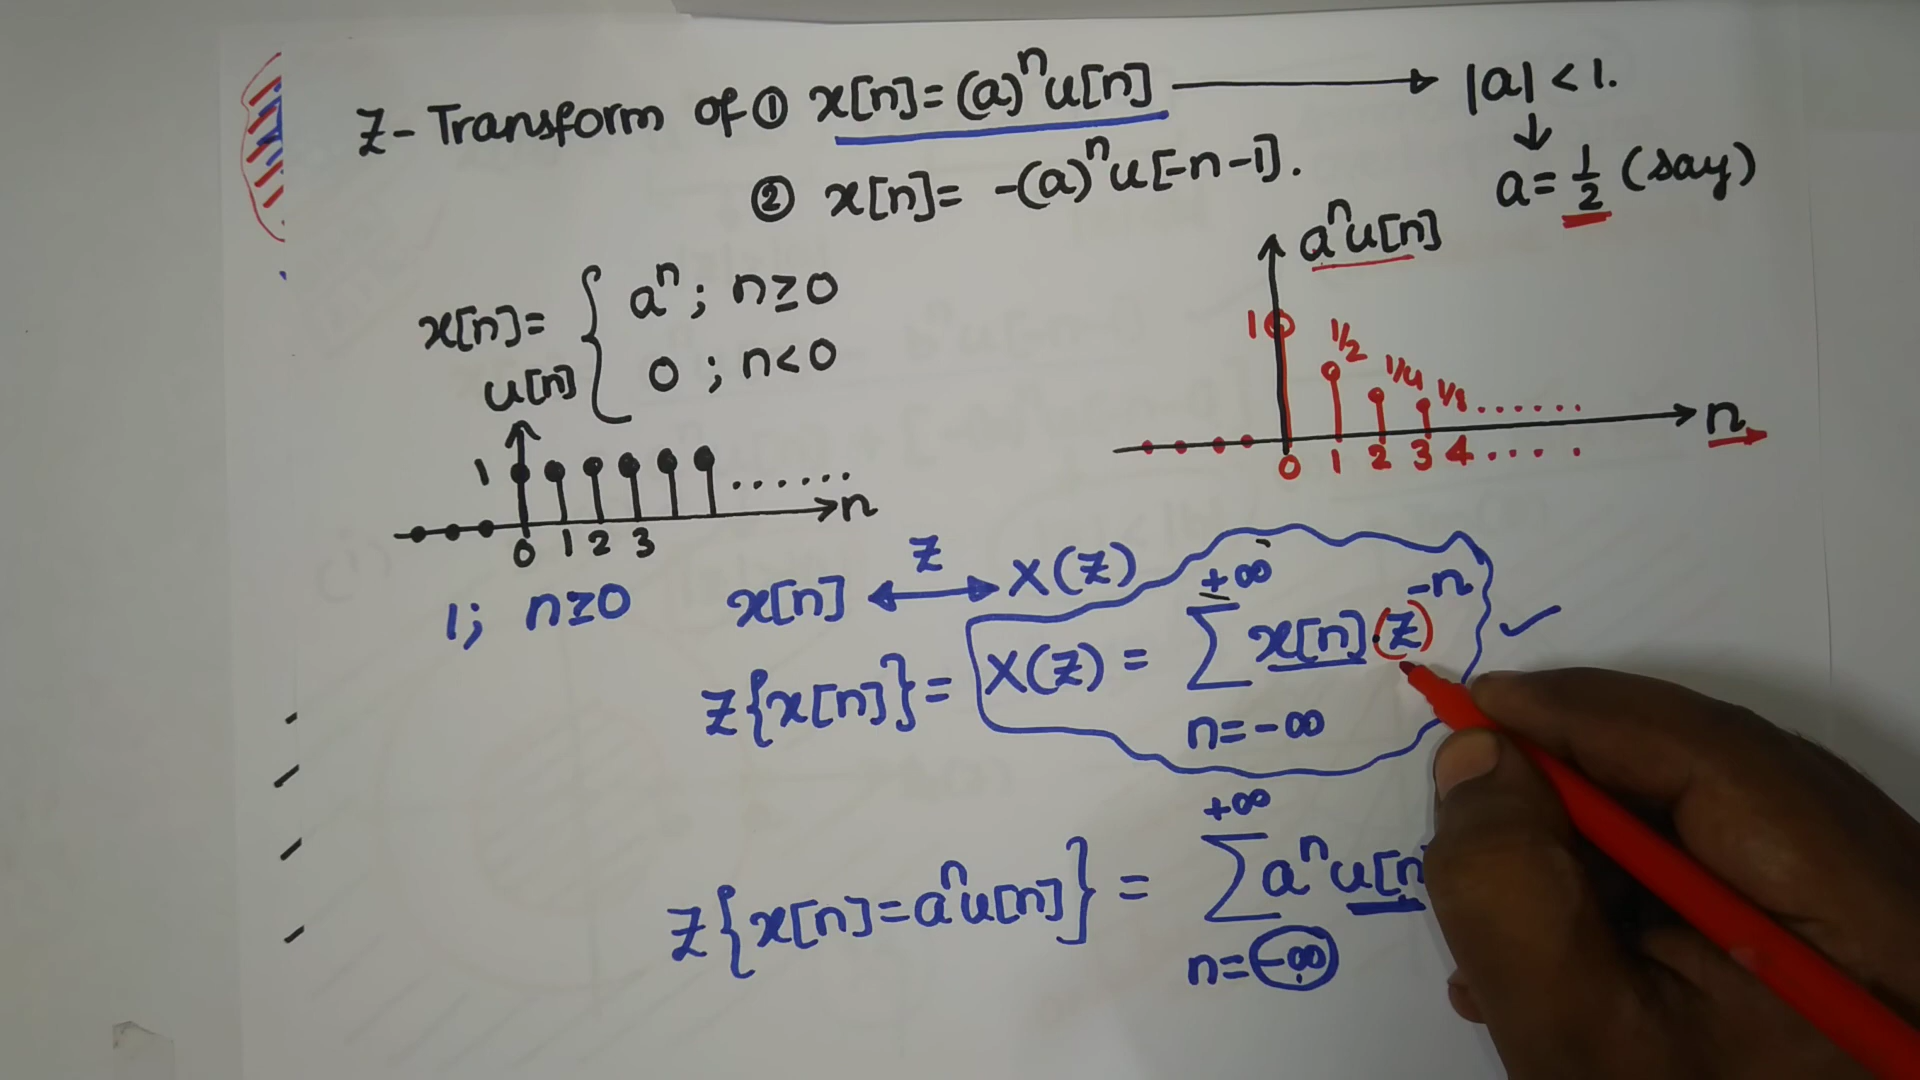 Z-Transform of ① x[n]=(a)ⁿu[n] → |a| < 1.
↓
② x[n]= -(a)ⁿu[-n-1].
a= 1/2 (say)
x[n]= { aⁿ ; n≥0
0 ; n<0
aⁿu[n]
1 1/2 1/4 1/8 ......
n
0 1 2 3 4 .....
u[n]
1 ......
n
0 1 2 3
1; n≥0
x[n] ⟷ X(z)
z
Z{x[n]}= X(z) = Σ x[n].(z)⁻ⁿ ✓
+∞
n=-∞
Z{x[n]=aⁿu[n]} = Σ aⁿu[n
+∞
n=-∞